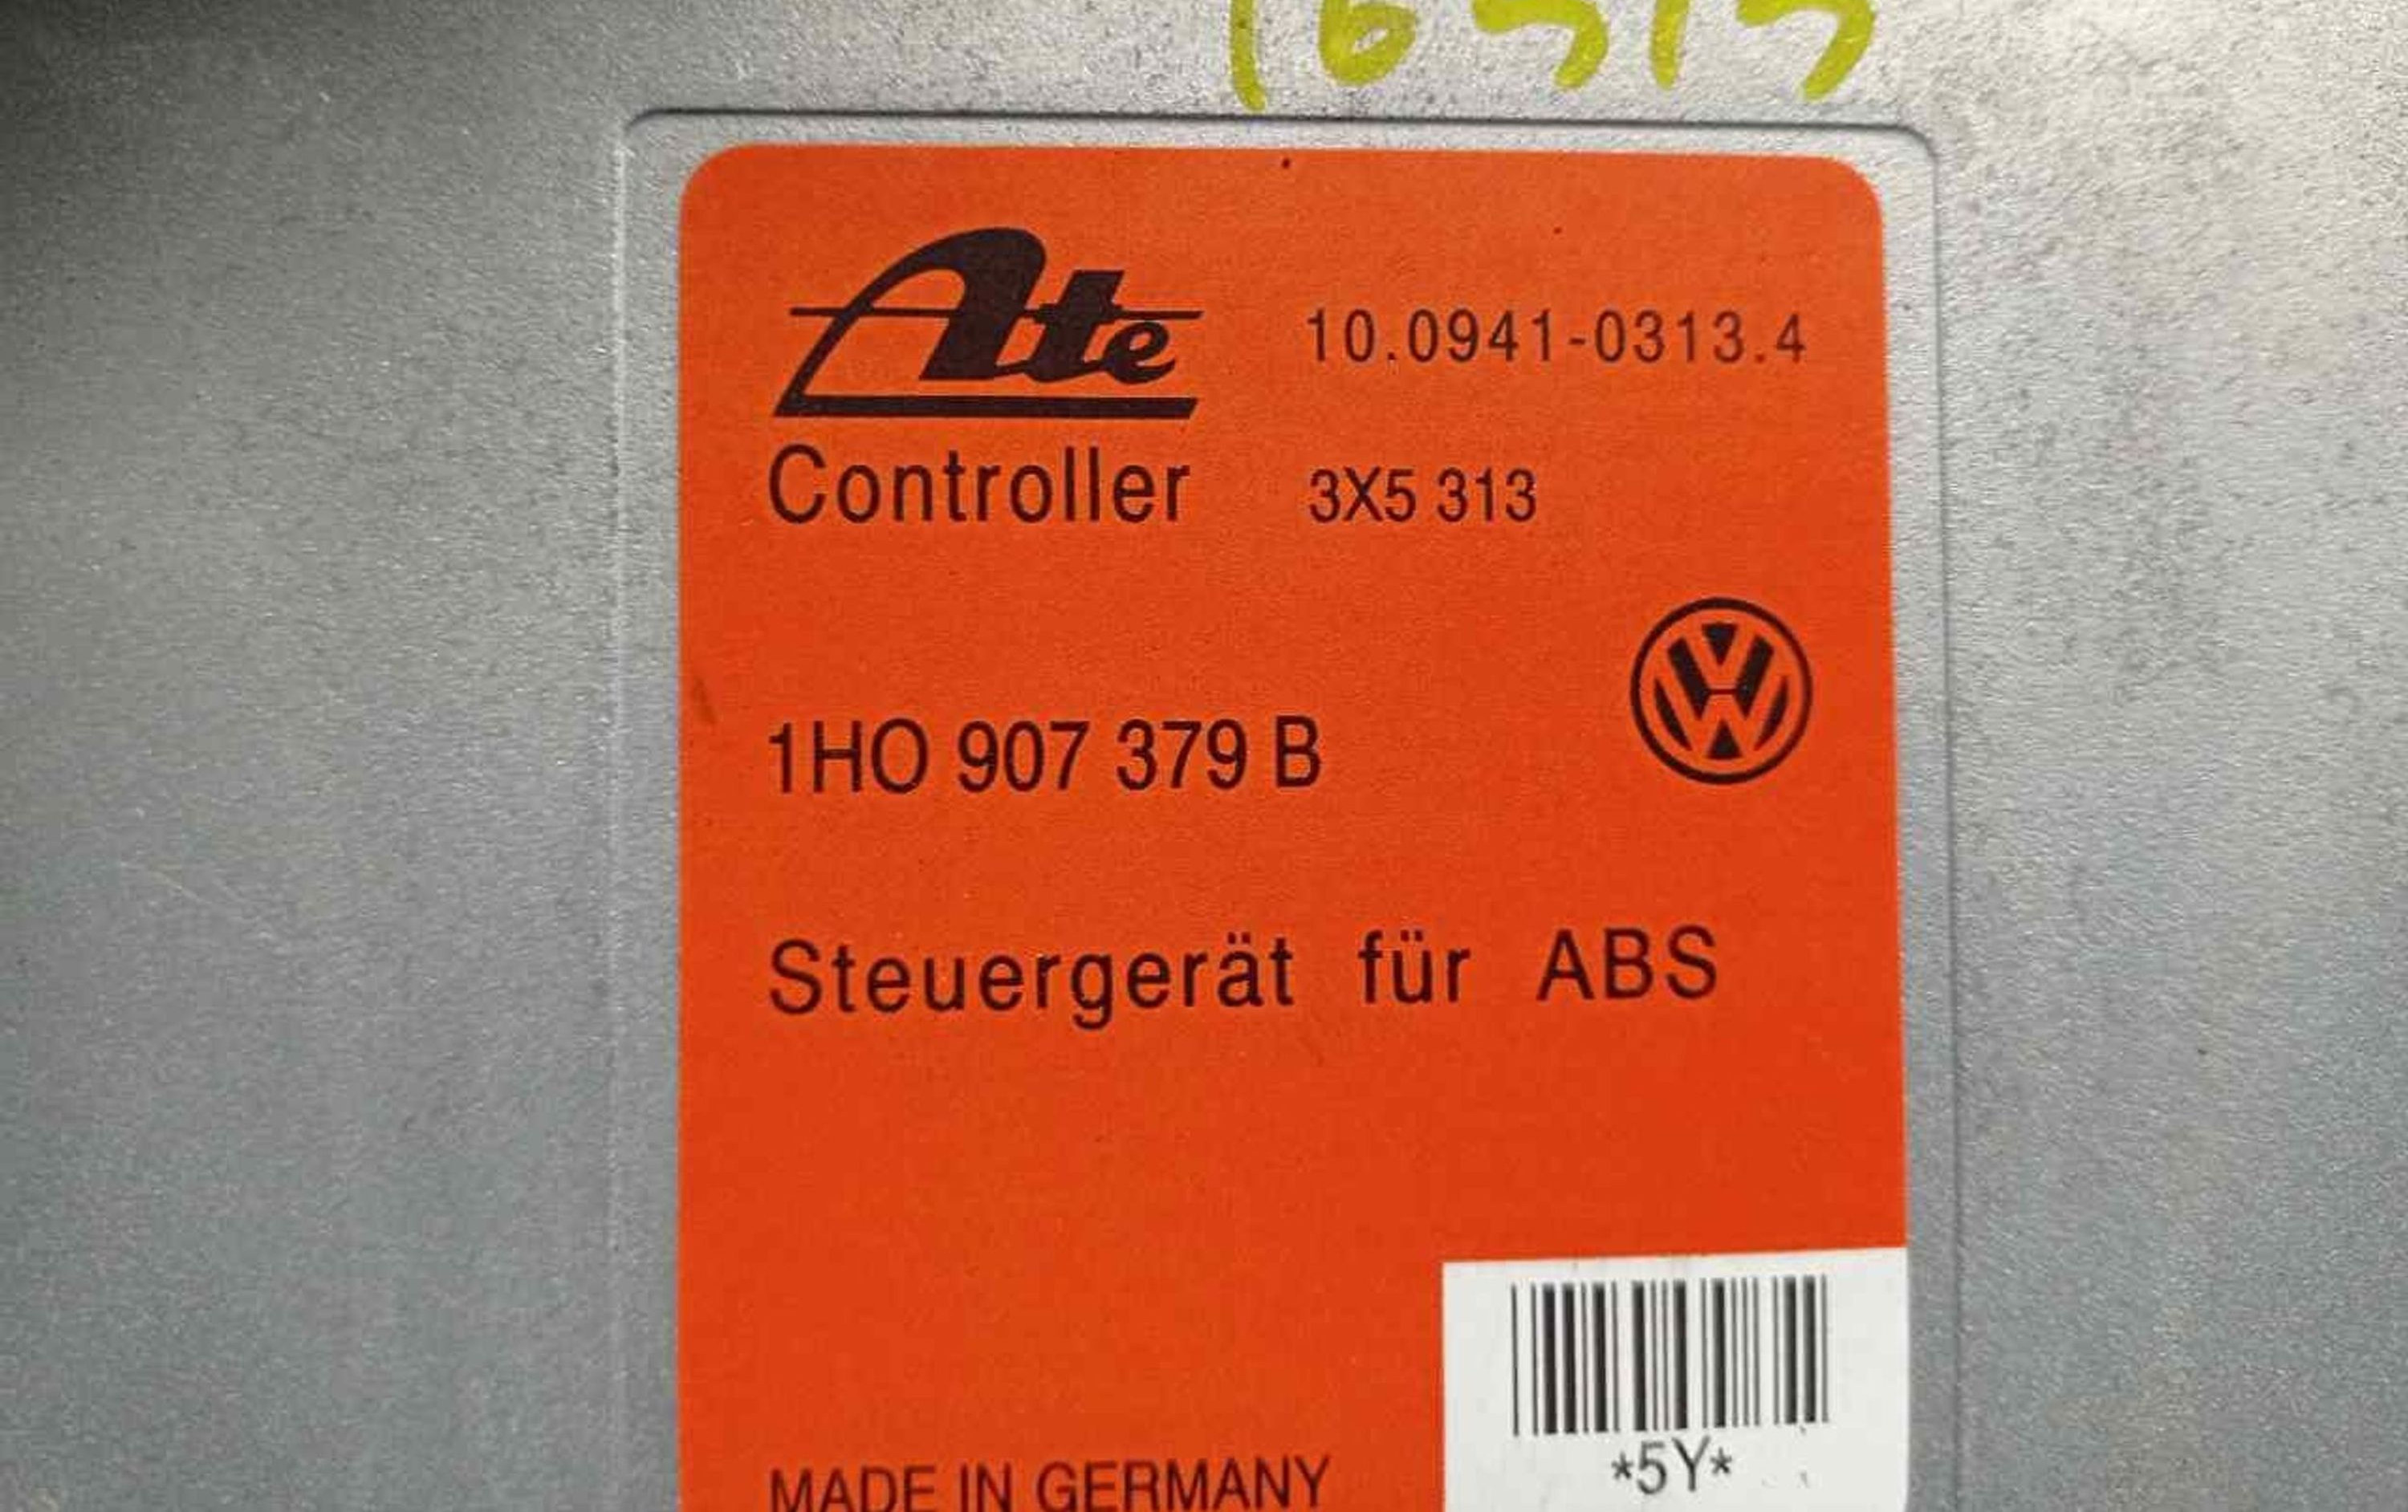 Ate 10.0941-0313.4
Controller 3X5 313
1HO 907 379 B
Steuergerät für ABS
MADE IN GERMANY
*5Y*